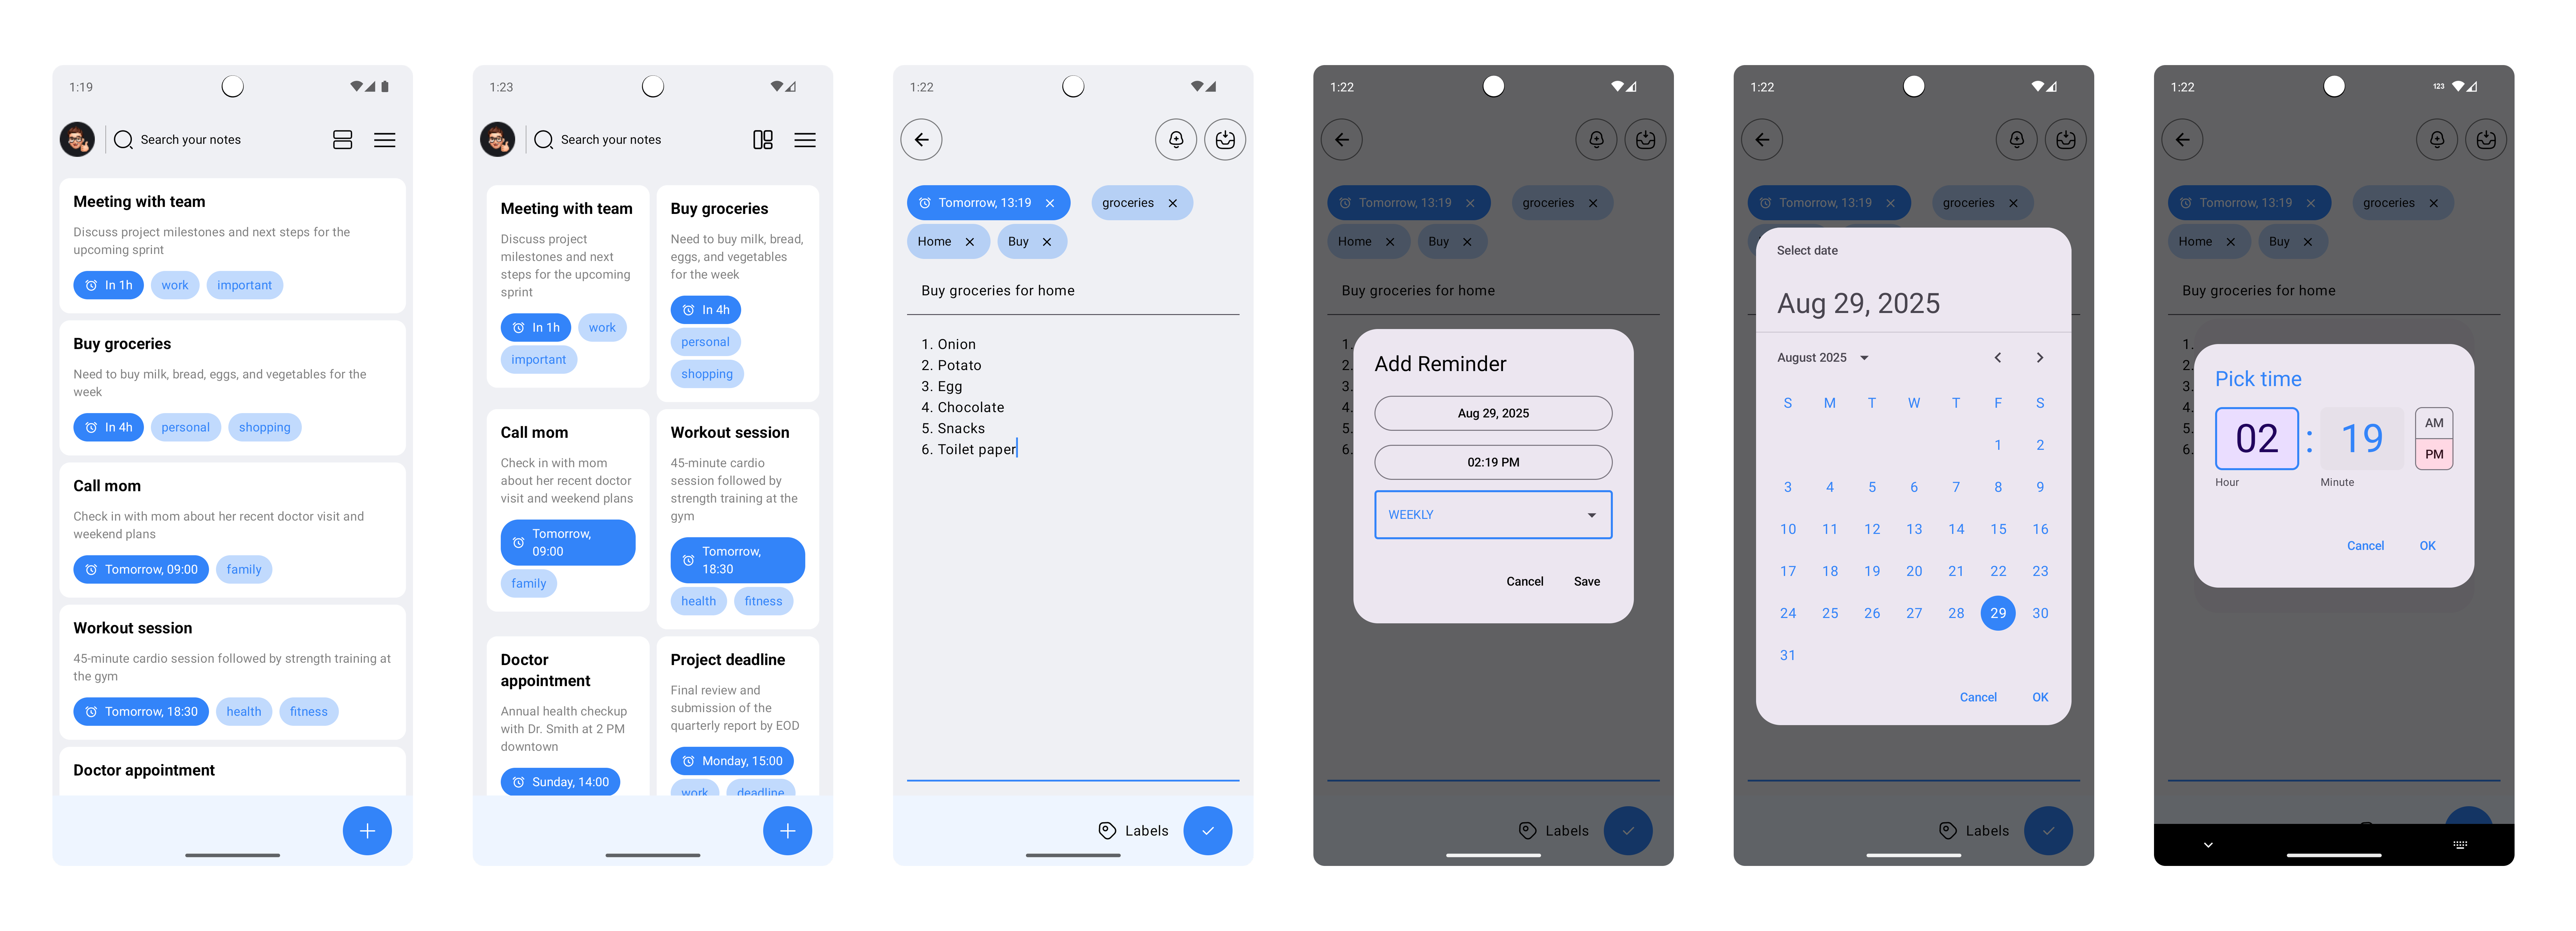 1:19
Search your notes
Meeting with team
Discuss project milestones and next steps for the
upcoming sprint
In 1h work important
Buy groceries
Need to buy milk, bread, eggs, and vegetables for the
week
In 4h personal shopping
Call mom
Check in with mom about her recent doctor visit and
weekend plans
Tomorrow, 09:00 family
Workout session
45-minute cardio session followed by strength training at
the gym
Tomorrow, 18:30 health fitness
Doctor appointment
1:23
Search your notes
Meeting with team
Discuss project
milestones and next
steps for the upcoming
sprint
In 1h work
important
Buy groceries
Need to buy milk, bread,
eggs, and vegetables
for the week
In 4h
personal
shopping
Call mom
Check in with mom
about her recent doctor
visit and weekend plans
Tomorrow,
09:00
family
Workout session
45-minute cardio
session followed by
strength training at the
gym
Tomorrow,
18:30
health fitness
Doctor
appointment
Annual health checkup
with Dr. Smith at 2 PM
downtown
Sunday, 14:00
Project deadline
Final review and
submission of the
quarterly report by EOD
Monday, 15:00
work deadline
1:22
Tomorrow, 13:19 groceries
Home Buy
Buy groceries for home
1. Onion
2. Potato
3. Egg
4. Chocolate
5. Snacks
6. Toilet paper
Labels
1:22
Tomorrow, 13:19 groceries
Home Buy
Buy groceries for home
1.
2.
3.
4.
5.
6.
Add Reminder
Aug 29, 2025
02:19 PM
WEEKLY
Cancel Save
Labels
1:22
Tomorrow, 13:19 groceries
Select date
Aug 29, 2025
August 2025
S M T W T F S
1 2
3 4 5 6 7 8 9
10 11 12 13 14 15 16
17 18 19 20 21 22 23
24 25 26 27 28 29 30
31
Cancel OK
Labels
1:22 123
Tomorrow, 13:19 groceries
Home Buy
Buy groceries for home
1.
2.
3.
4.
5.
6.
Pick time
02 : 19 AM
PM
Hour Minute
Cancel OK